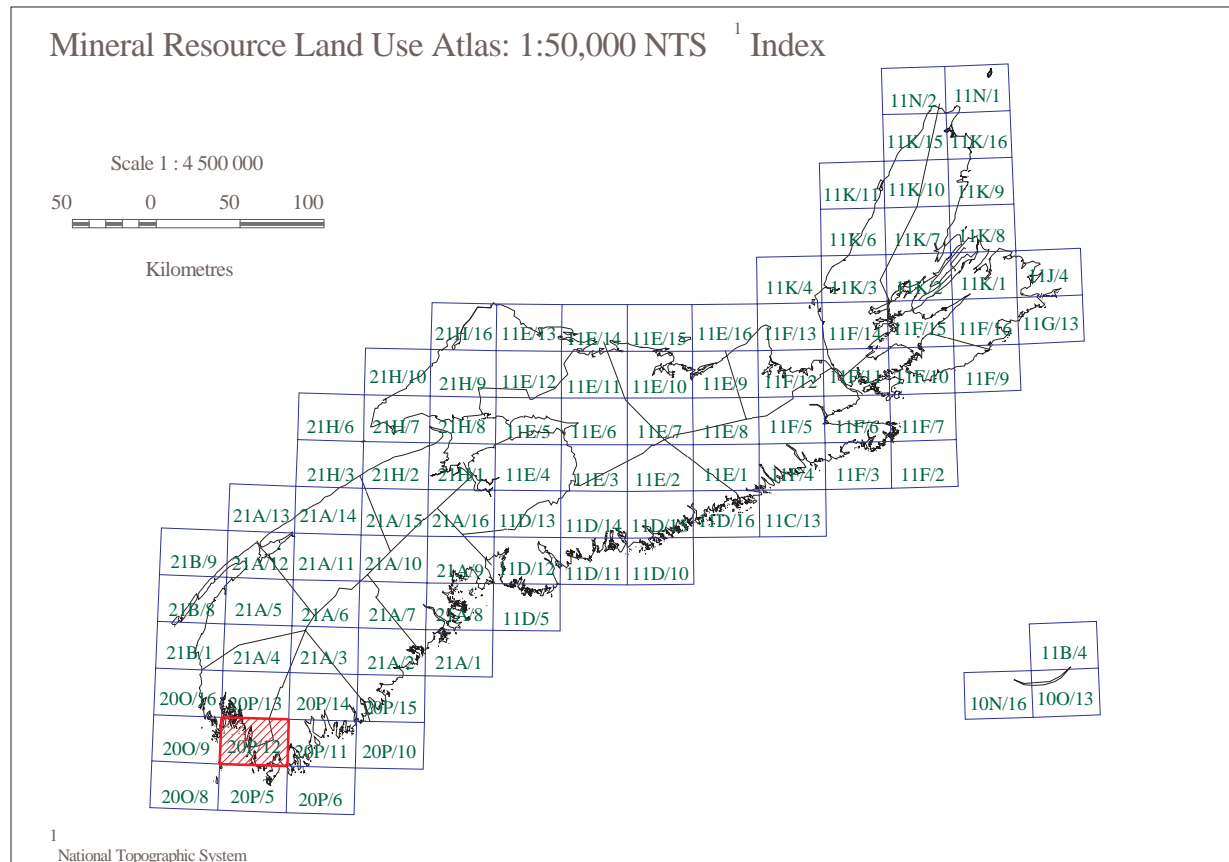 Mineral Resource Land Use Atlas: 1:50,000 NTS 1 Index
11N/2 11N/1
11K/15 11K/16
Scale 1 : 4 500 000
11K/11 11K/10 11K/9
50 0 50 100
11K/6 11K/7 11K/8
Kilometres
11K/4 11K/3 11K/2 11K/1 11J/4
21H/16 11E/13 11E/14 11E/15 11E/16 11F/13 11F/14 11F/15 11F/16 11G/13
21H/10 21H/9 11E/12 11E/11 11E/10 11E/9 11F/12 11F/11 11F/10 11F/9
21H/6 21H/7 21H/8 11E/5 11E/6 11E/7 11E/8 11F/5 11F/6 11F/7
21H/3 21H/2 21H/1 11E/4 11E/3 11E/2 11E/1 11F/4 11F/3 11F/2
21A/13 21A/14 21A/15 21A/16 11D/13 11D/14 11D/15 11D/16 11C/13
21B/9 21A/12 21A/11 21A/10 21A/9 11D/12 11D/11 11D/10
21B/8 21A/5 21A/6 21A/7 21A/8 11D/5
21B/1 21A/4 21A/3 21A/2 21A/1 11B/4
20O/16 20P/13 20P/14 20P/15 10N/16 10O/13
20O/9 20P/12 20P/11 20P/10
20O/8 20P/5 20P/6
1
National Topographic System